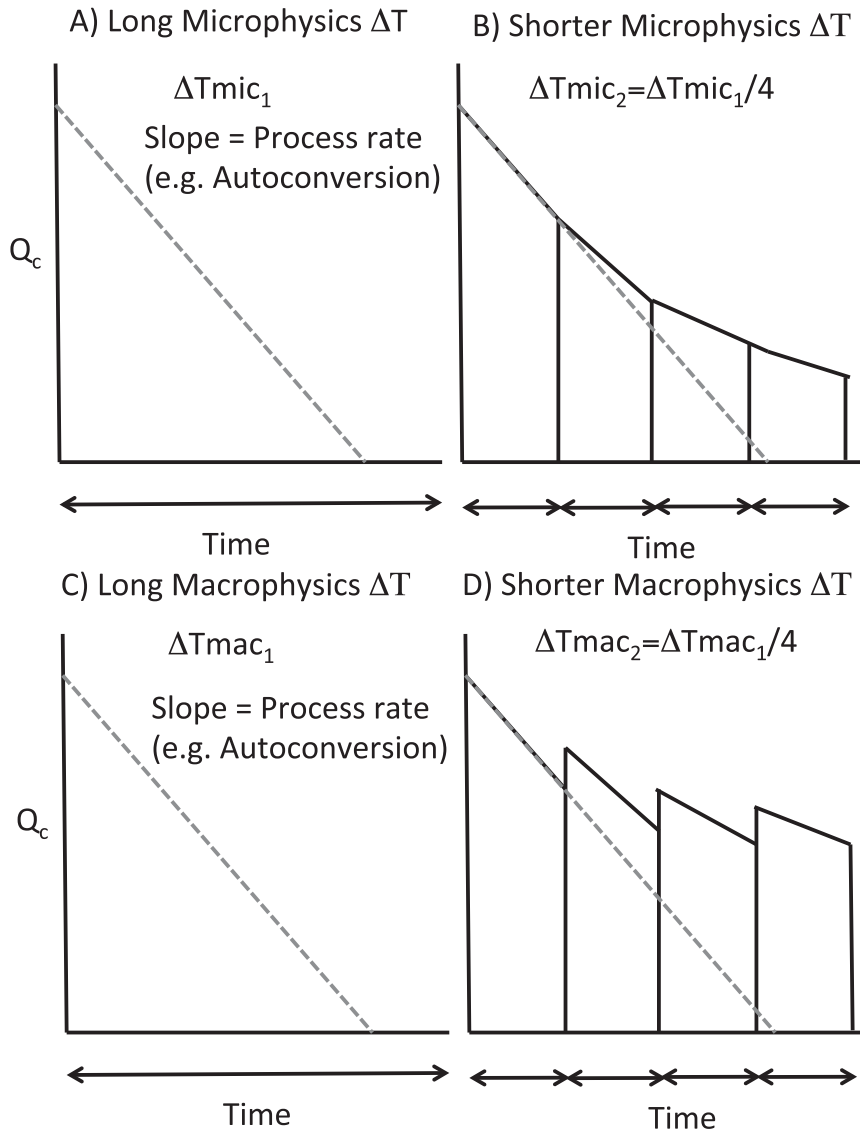 A) Long Microphysics ΔT
ΔTmic₁
Slope = Process rate
(e.g. Autoconversion)
Qc
Time
B) Shorter Microphysics ΔT
ΔTmic₂=ΔTmic₁/4
Time
C) Long Macrophysics ΔT
ΔTmac₁
Slope = Process rate
(e.g. Autoconversion)
Qc
Time
D) Shorter Macrophysics ΔT
ΔTmac₂=ΔTmac₁/4
Time